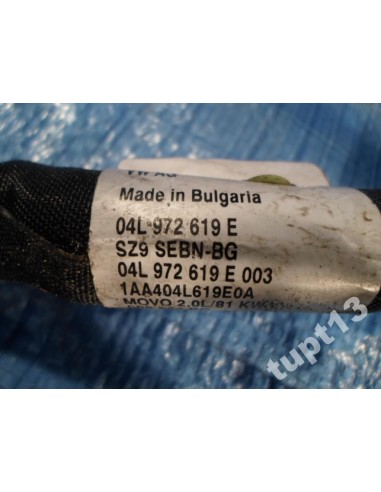 VW AG
Made in Bulgaria
04L 972 619 E
SZ9 SEBN-BG
04L 972 619 E 003
1AA404L619E0A
MOVO 2,0L/81 KW
tupt13